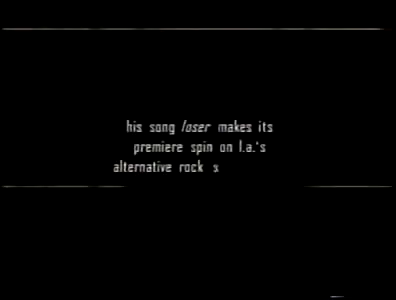 his song loser makes its
premiere spin on l.a.'s
alternative rock s